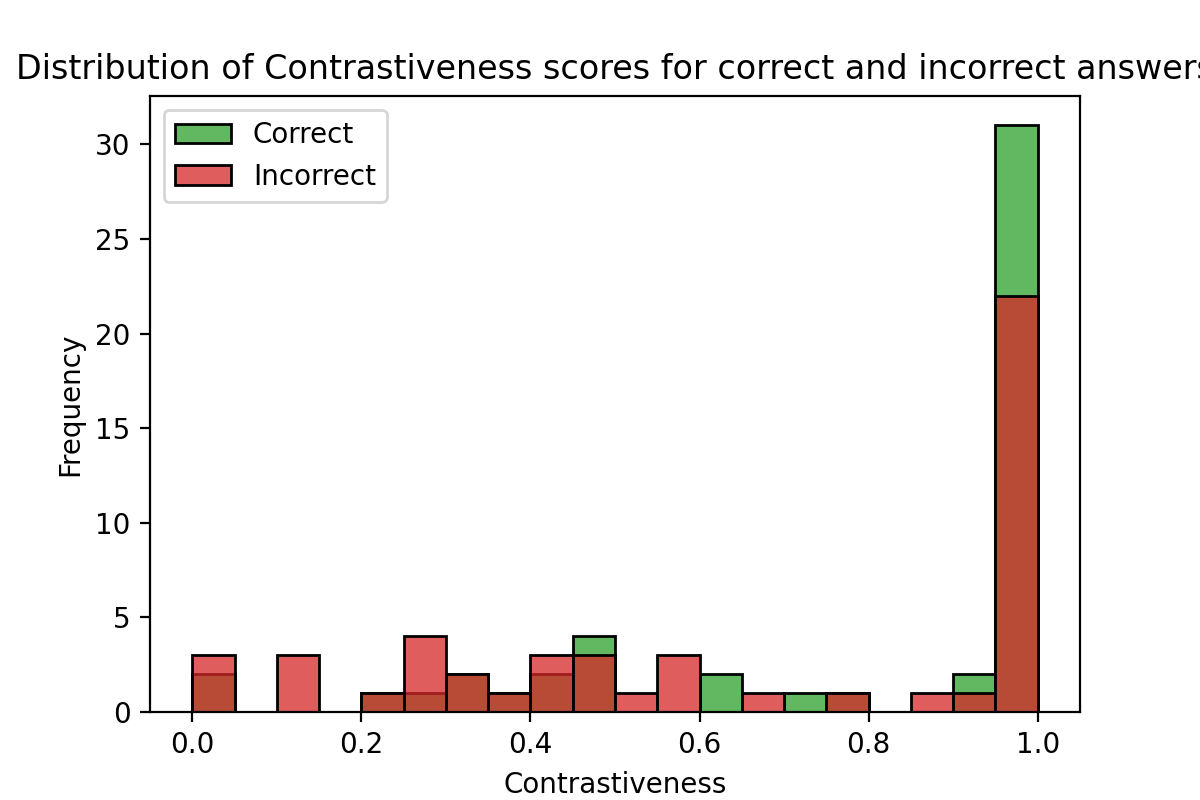 Distribution of Contrastiveness scores for correct and incorrect answers
Correct
Incorrect
30
25
20
15
10
5
0
Frequency
0.0 0.2 0.4 0.6 0.8 1.0
Contrastiveness